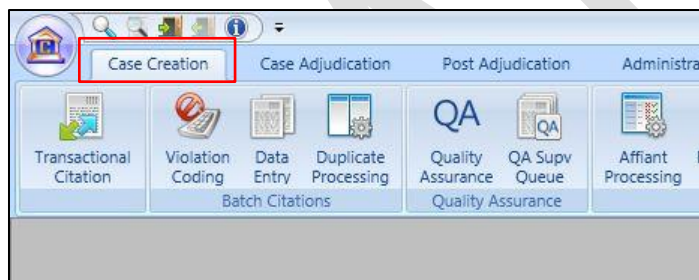 Case Creation Case Adjudication Post Adjudication Administra
QA
QA
Transactional Citation
Violation Coding
Data Entry
Duplicate Processing
Quality Assurance
QA Supv Queue
Affiant Processing
Batch Citations Quality Assurance